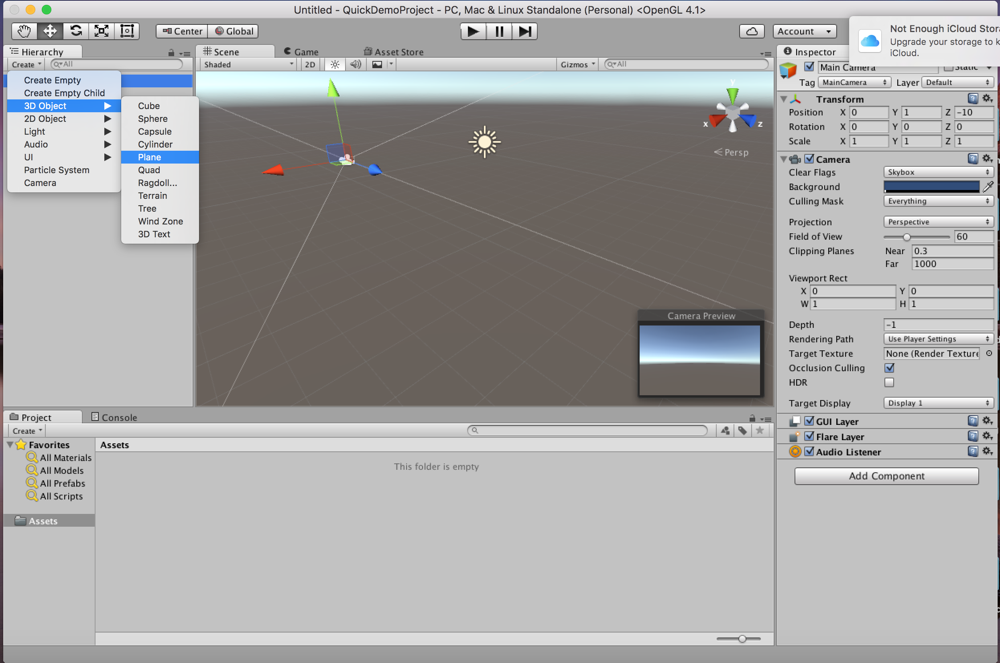 Untitled - QuickDemoProject - PC, Mac & Linux Standalone (Personal) <OpenGL 4.1>
Center Global
Account
Not Enough iCloud Stor
Upgrade your storage to k
iCloud.
Hierarchy
Create All
Create Empty
Create Empty Child
3D Object
2D Object
Light
Audio
UI
Particle System
Camera
Cube
Sphere
Capsule
Cylinder
Plane
Quad
Ragdoll...
Terrain
Tree
Wind Zone
3D Text
Scene Game Asset Store
Shaded 2D Gizmos All
y
x z
Persp
Camera Preview
Inspector
Main Camera Static
Tag MainCamera Layer Default
Transform
Position X 0 Y 1 Z -10
Rotation X 0 Y 0 Z 0
Scale X 1 Y 1 Z 1
Camera
Clear Flags Skybox
Background
Culling Mask Everything
Projection Perspective
Field of View 60
Clipping Planes Near 0.3
Far 1000
Viewport Rect
X 0 Y 0
W 1 H 1
Depth -1
Rendering Path Use Player Settings
Target Texture None (Render Texture
Occlusion Culling
HDR
Target Display Display 1
GUI Layer
Flare Layer
Audio Listener
Add Component
Project Console
Create
Favorites
All Materials
All Models
All Prefabs
All Scripts
Assets
Assets
This folder is empty